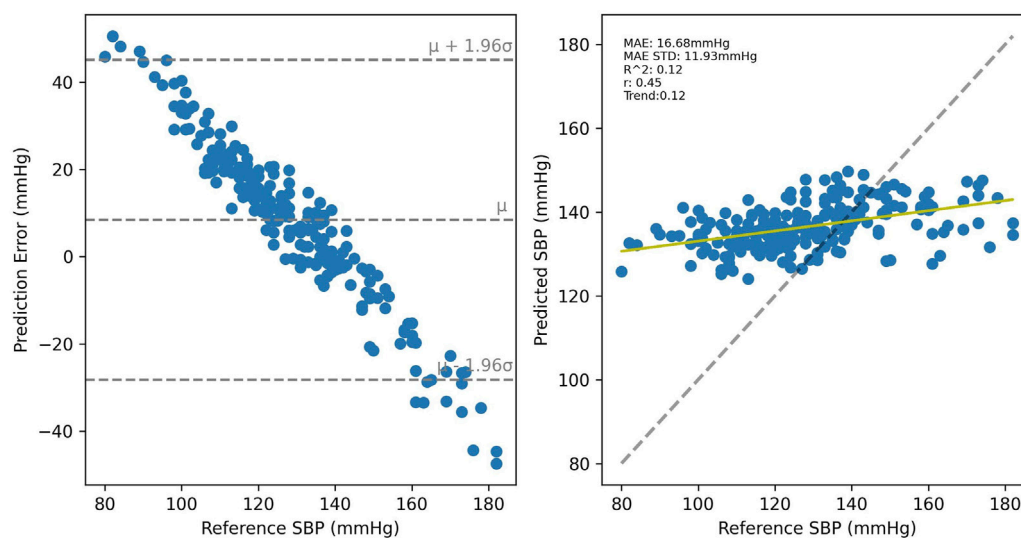 μ + 1.96σ
μ
μ - 1.96σ
40
20
0
−20
−40
80 100 120 140 160 180
Prediction Error (mmHg)
Reference SBP (mmHg)
MAE: 16.68mmHg
MAE STD: 11.93mmHg
R^2: 0.12
r: 0.45
Trend:0.12
180
160
140
120
100
80
80 100 120 140 160 180
Predicted SBP (mmHg)
Reference SBP (mmHg)